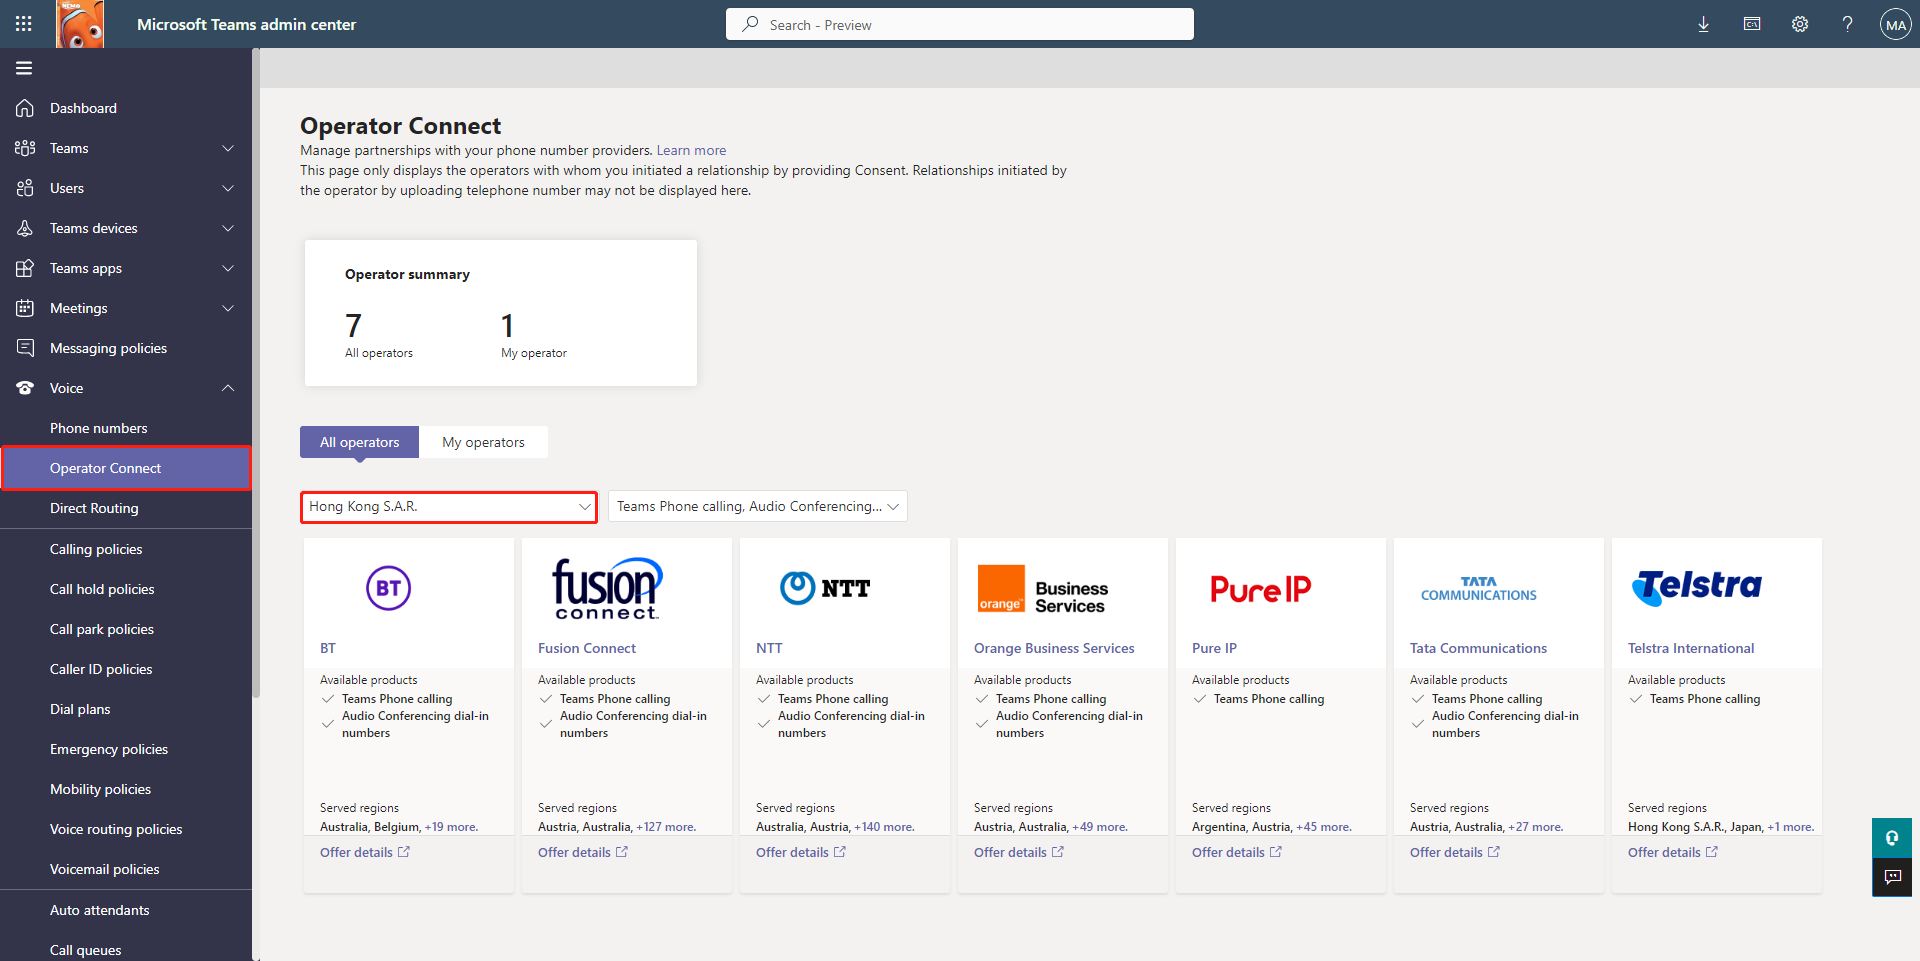 NEMO
Microsoft Teams admin center
Search - Preview
MA
Dashboard
Teams
Users
Teams devices
Teams apps
Meetings
Messaging policies
Voice
Phone numbers
Operator Connect
Direct Routing
Calling policies
Call hold policies
Call park policies
Caller ID policies
Dial plans
Emergency policies
Mobility policies
Voice routing policies
Voicemail policies
Auto attendants
Call queues
Operator Connect
Manage partnerships with your phone number providers. Learn more
This page only displays the operators with whom you initiated a relationship by providing Consent. Relationships initiated by
the operator by uploading telephone number may not be displayed here.
Operator summary
7
All operators
1
My operator
All operators
My operators
Hong Kong S.A.R.
Teams Phone calling, Audio Conferencing...
BT
BT
Available products
Teams Phone calling
Audio Conferencing dial-in
numbers
Served regions
Australia, Belgium, +19 more.
Offer details
fusion
connect
Fusion Connect
Available products
Teams Phone calling
Audio Conferencing dial-in
numbers
Served regions
Austria, Australia, +127 more.
Offer details
NTT
NTT
Available products
Teams Phone calling
Audio Conferencing dial-in
numbers
Served regions
Australia, Austria, +140 more.
Offer details
orange™
Business
Services
Orange Business Services
Available products
Teams Phone calling
Audio Conferencing dial-in
numbers
Served regions
Austria, Australia, +49 more.
Offer details
Pure IP
Pure IP
Available products
Teams Phone calling
Served regions
Argentina, Austria, +45 more.
Offer details
TATA
COMMUNICATIONS
Tata Communications
Available products
Teams Phone calling
Audio Conferencing dial-in
numbers
Served regions
Austria, Australia, +27 more.
Offer details
Telstra
Telstra International
Available products
Teams Phone calling
Served regions
Hong Kong S.A.R., Japan, +1 more.
Offer details